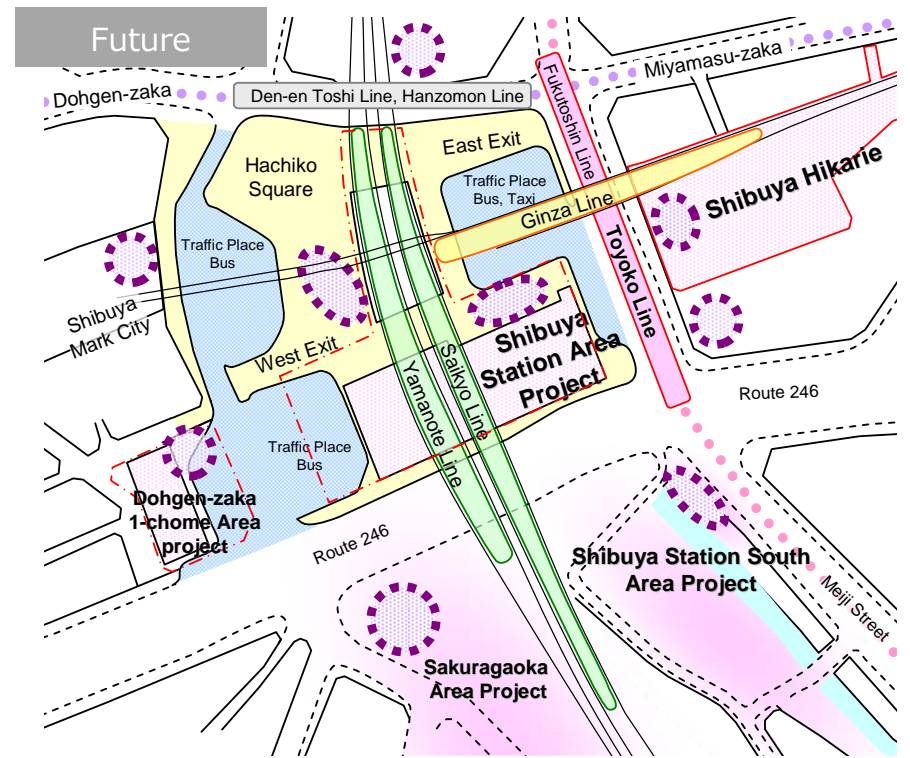 Future
Dohgen-zaka
Den-en Toshi Line, Hanzomon Line
Fukutoshin Line
Miyamasu-zaka
Hachiko
Square
East Exit
Traffic Place
Bus, Taxi
Ginza Line
Shibuya Hikarie
Traffic Place
Bus
Toyoko Line
Shibuya
Mark City
West Exit
Shibuya
Station Area
Project
Saikyo Line
Yamanote Line
Route 246
Traffic Place
Bus
Dohgen-zaka
1-chome Area
project
Route 246
Shibuya Station South
Area Project
Meiji Street
Sakuragaoka
Area Project